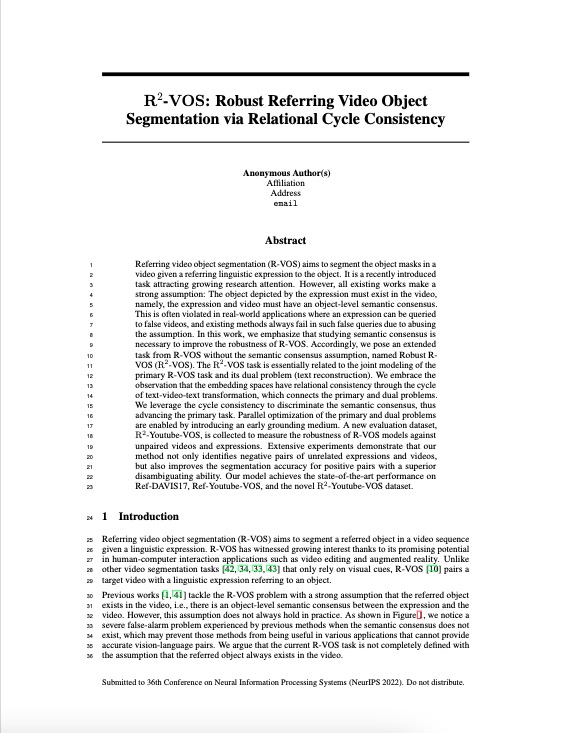 R²-VOS: Robust Referring Video Object
Segmentation via Relational Cycle Consistency
Anonymous Author(s)
Affiliation
Address
email
Abstract
1 Referring video object segmentation (R-VOS) aims to segment the object masks in a
2 video given a referring linguistic expression to the object. It is a recently introduced
3 task attracting growing research attention. However, all existing works make a
4 strong assumption: The object depicted by the expression must exist in the video,
5 namely, the expression and video must have an object-level semantic consensus.
6 This is often violated in real-world applications where an expression can be queried
7 to false videos, and existing methods always fail in such false queries due to abusing
8 the assumption. In this work, we emphasize that studying semantic consensus is
9 necessary to improve the robustness of R-VOS. Accordingly, we pose an extended
10 task from R-VOS without the semantic consensus assumption, named Robust R-
11 VOS (R²-VOS). The R²-VOS task is essentially related to the joint modeling of the
12 primary R-VOS task and its dual problem (text reconstruction). We embrace the
13 observation that the embedding spaces have relational consistency through the cycle
14 of text-video-text transformation, which connects the primary and dual problems.
15 We leverage the cycle consistency to discriminate the semantic consensus, thus
16 advancing the primary task. Parallel optimization of the primary and dual problems
17 are enabled by introducing an early grounding medium. A new evaluation dataset,
18 R²-Youtube-VOS, is collected to measure the robustness of R-VOS models against
19 unpaired videos and expressions. Extensive experiments demonstrate that our
20 method not only identifies negative pairs of unrelated expressions and videos,
21 but also improves the segmentation accuracy for positive pairs with a superior
22 disambiguating ability. Our model achieves the state-of-the-art performance on
23 Ref-DAVIS17, Ref-Youtube-VOS, and the novel R²-Youtube-VOS dataset.
24 1 Introduction
25 Referring video object segmentation (R-VOS) aims to segment a referred object in a video sequence
26 given a linguistic expression. R-VOS has witnessed growing interest thanks to its promising potential
27 in human-computer interaction applications such as video editing and augmented reality. Unlike
28 other video segmentation tasks [42, 34, 33, 43] that only rely on visual cues, R-VOS [10] pairs a
29 target video with a linguistic expression referring to an object.
30 Previous works [1, 41] tackle the R-VOS problem with a strong assumption that the referred object
31 exists in the video, i.e., there is an object-level semantic consensus between the expression and the
32 video. However, this assumption does not always hold in practice. As shown in Figure 1, we notice a
33 severe false-alarm problem experienced by previous methods when the semantic consensus does not
34 exist, which may prevent those methods from being useful in various applications that cannot provide
35 accurate vision-language pairs. We argue that the current R-VOS task is not completely defined with
36 the assumption that the referred object always exists in the video.
Submitted to 36th Conference on Neural Information Processing Systems (NeurIPS 2022). Do not distribute.